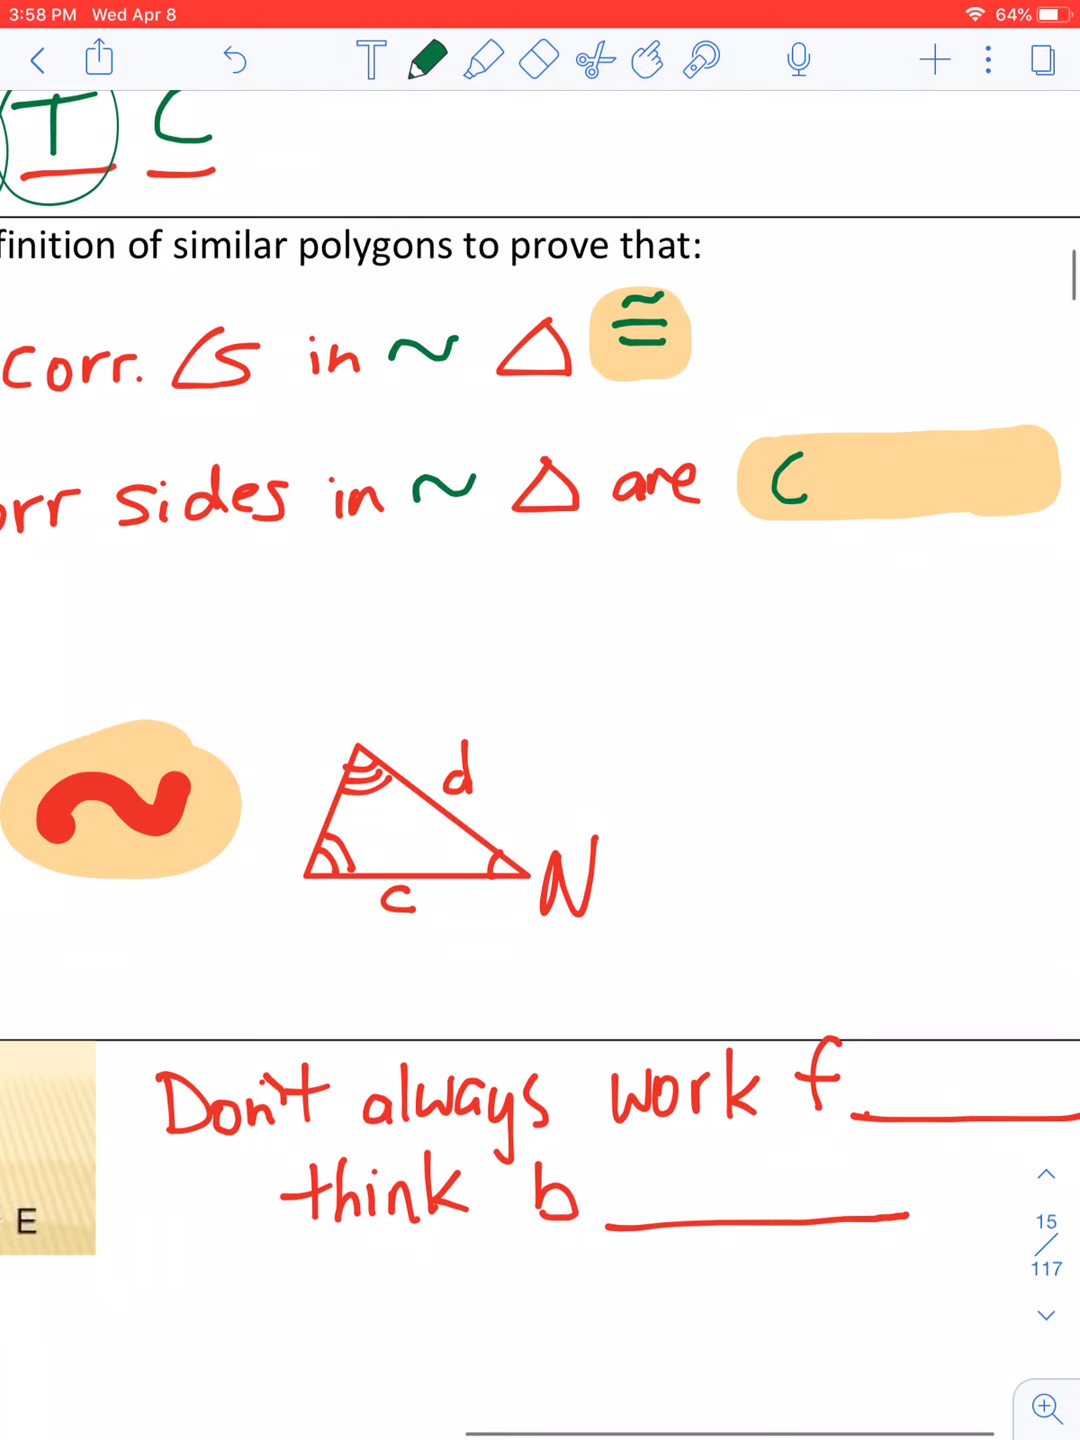 3:58 PM Wed Apr 8 64%
T C
finition of similar polygons to prove that:
corr. ∠s in ~ △ ≅
orr sides in ~ △ are C
~
d
c
N
Don't always work f
think b
E
15
117